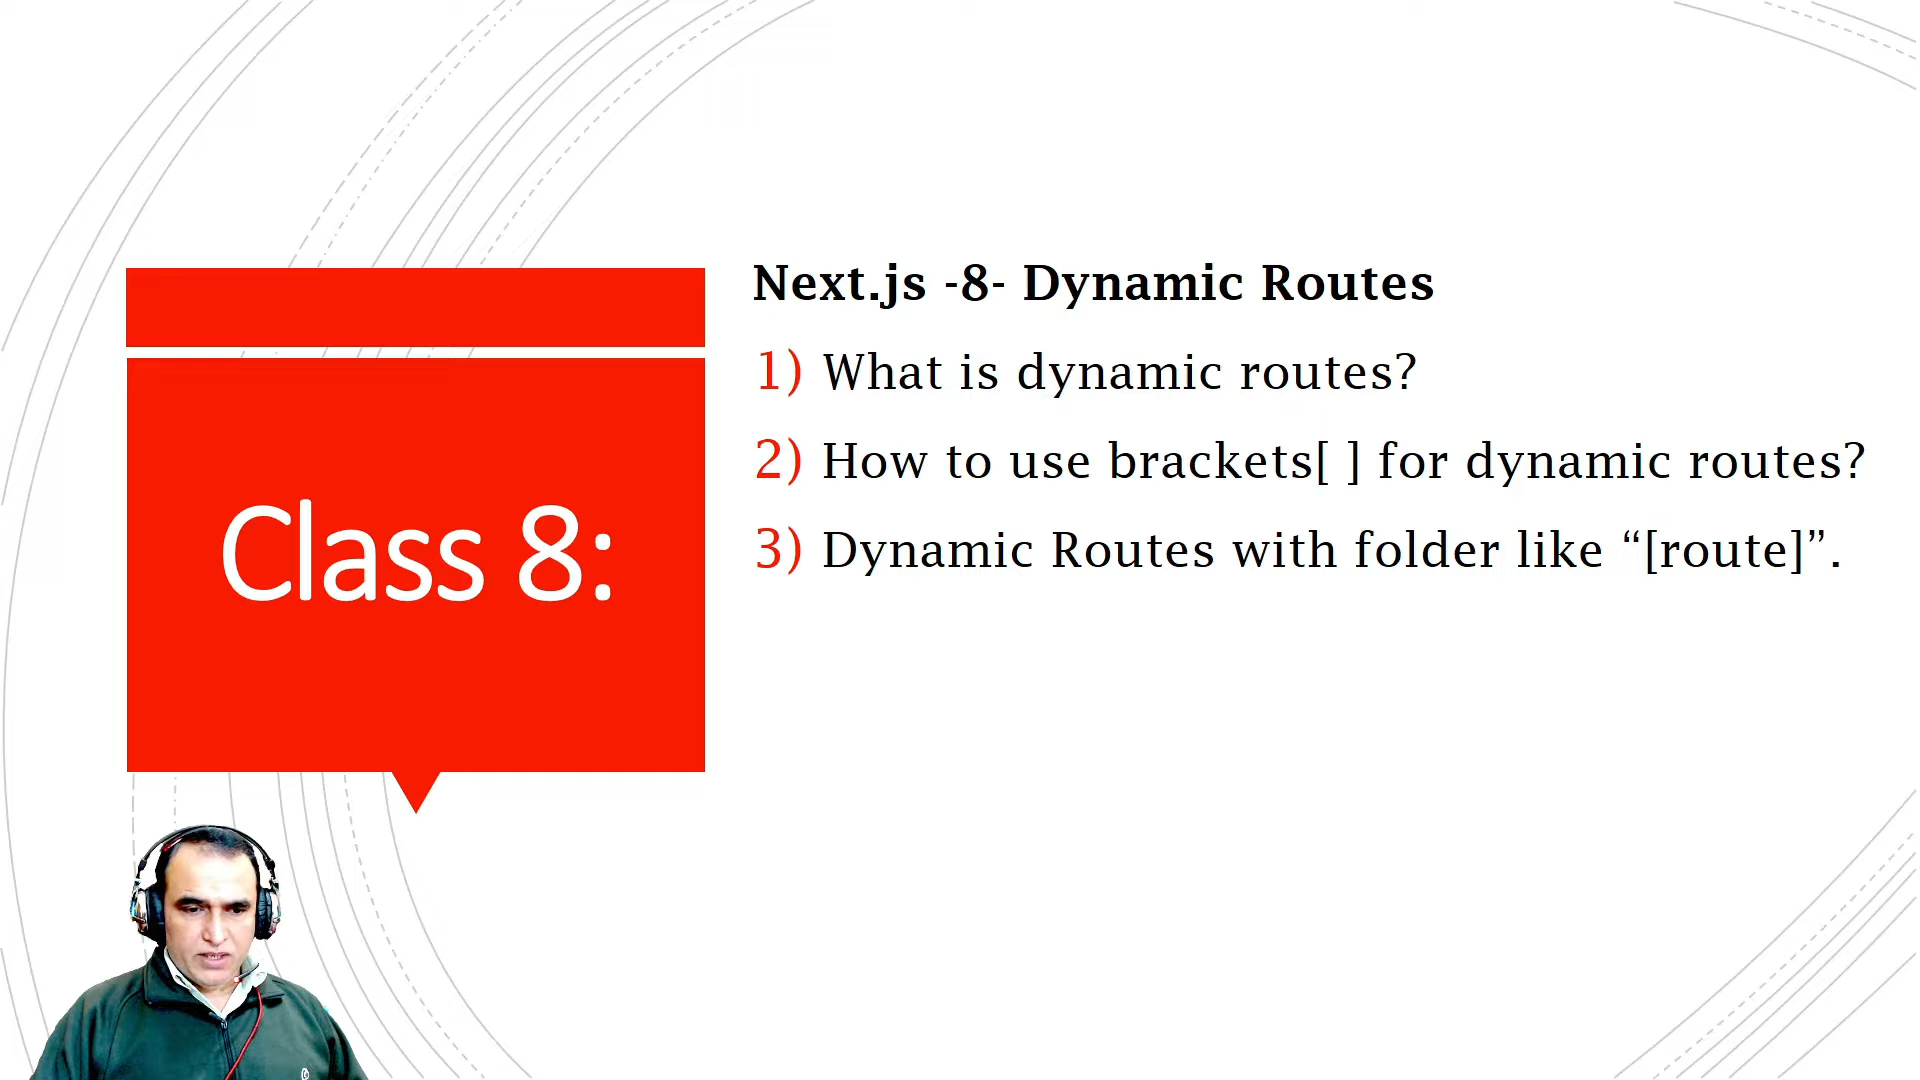 Class 8:
Next.js -8- Dynamic Routes
1) What is dynamic routes?
2) How to use brackets[ ] for dynamic routes?
3) Dynamic Routes with folder like “[route]”.